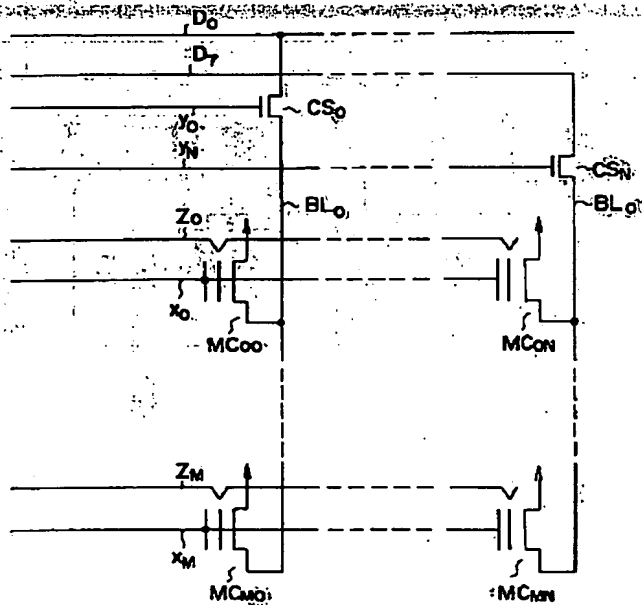 D₀
D₇
CS₀
y₀
yN
CSN
BL₀
BL₀
Z₀
x₀
MC₀₀
MC₀N
ZM
xM
MCM₀
MCMN